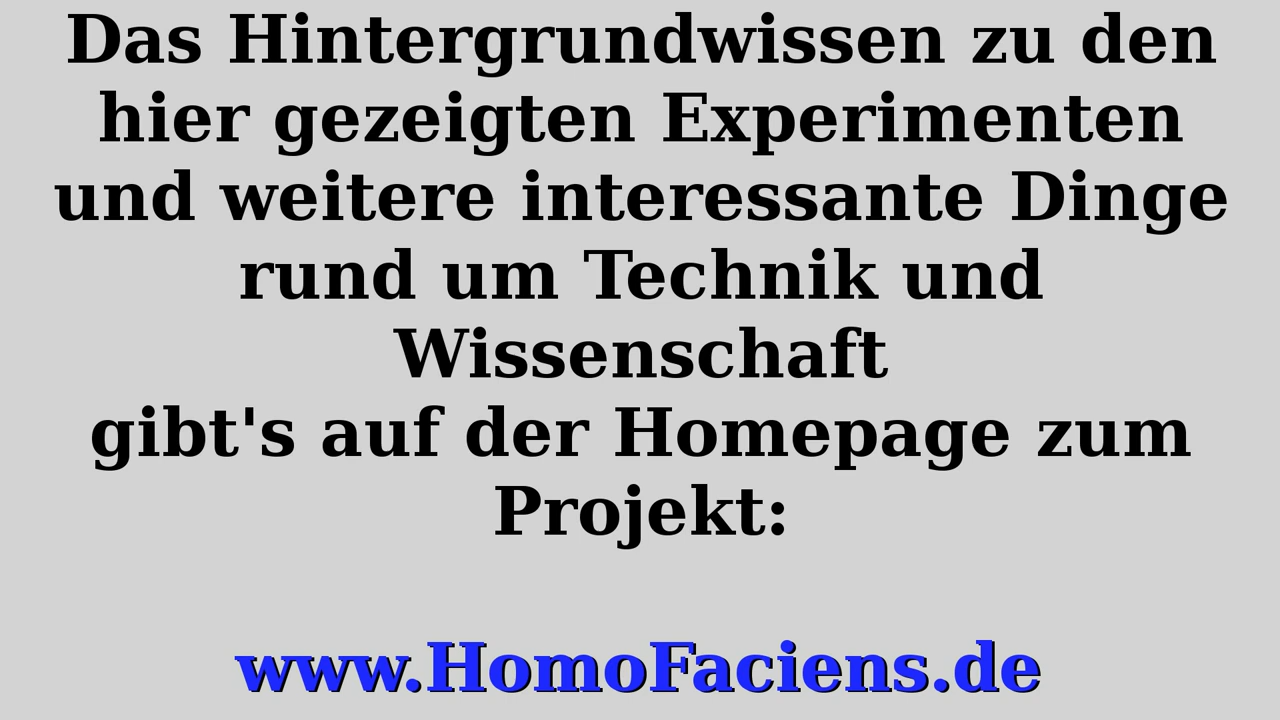 Das Hintergrundwissen zu den
hier gezeigten Experimenten
und weitere interessante Dinge
rund um Technik und
Wissenschaft
gibt's auf der Homepage zum
Projekt:
www.HomoFaciens.de